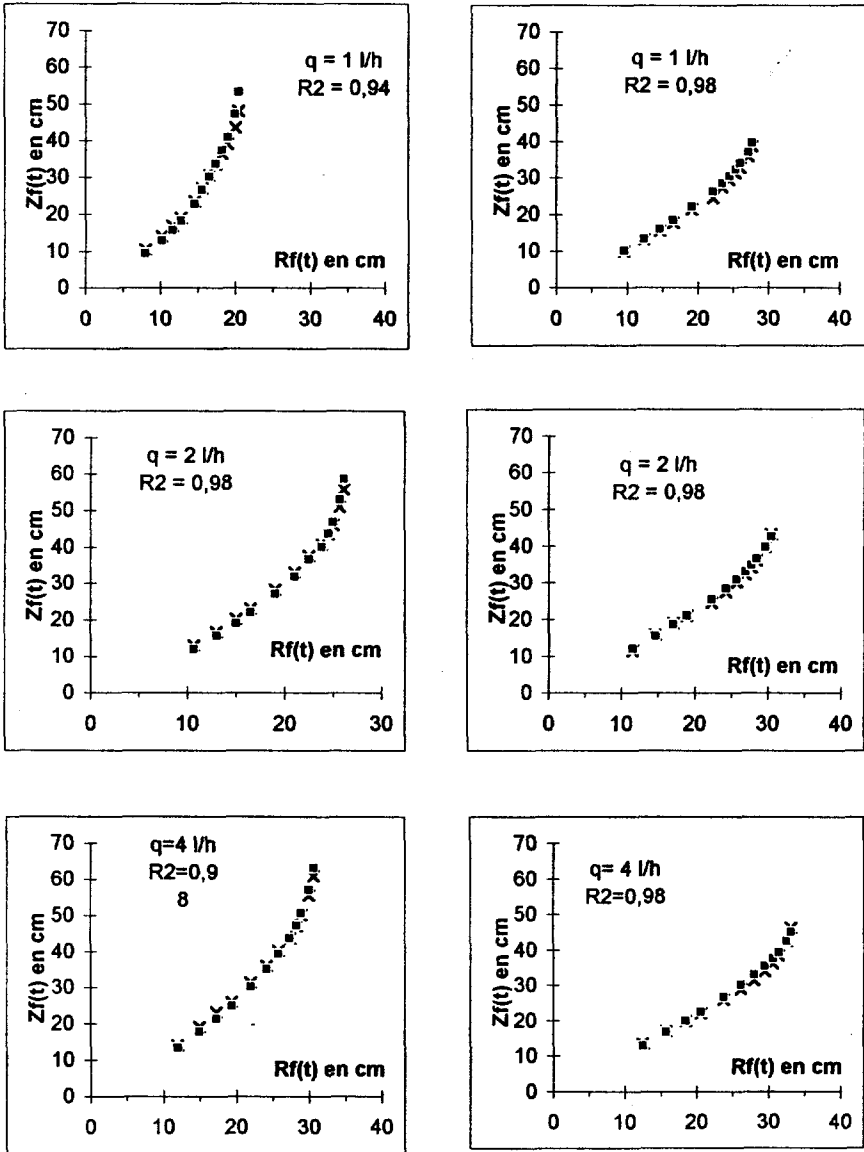 70
60
50
40
30
20
10
0
Zf(t) en cm
q = 1 l/h
R2 = 0,94
Rf(t) en cm
0 10 20 30 40
70
60
50
40
30
20
10
0
Zf(t) en cm
q = 1 l/h
R2 = 0,98
Rf(t) en cm
0 10 20 30 40
70
60
50
40
30
20
10
0
Zf(t) en cm
q = 2 l/h
R2 = 0,98
Rf(t) en cm
0 10 20 30
70
60
50
40
30
20
10
0
Zf(t) en cm
q = 2 l/h
R2 = 0,98
Rf(t) en cm
0 10 20 30 40
70
60
50
40
30
20
10
0
Zf(t) en cm
q=4 l/h
R2=0,9
8
Rf(t) en cm
0 10 20 30 40
70
60
50
40
30
20
10
0
Zf(t) en cm
q= 4 l/h
R2=0,98
Rf(t) en cm
0 10 20 30 40